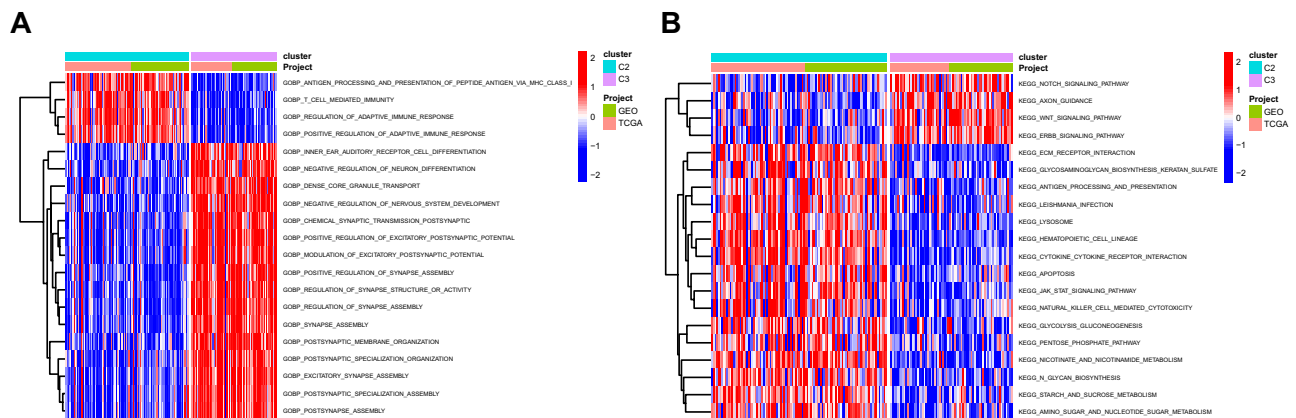 A
cluster
Project
GOBP_ANTIGEN_PROCESSING_AND_PRESENTATION_OF_PEPTIDE_ANTIGEN_VIA_MHC_CLASS_I
GOBP_T_CELL_MEDIATED_IMMUNITY
GOBP_REGULATION_OF_ADAPTIVE_IMMUNE_RESPONSE
GOBP_POSITIVE_REGULATION_OF_ADAPTIVE_IMMUNE_RESPONSE
GOBP_INNER_EAR_AUDITORY_RECEPTOR_CELL_DIFFERENTIATION
GOBP_NEGATIVE_REGULATION_OF_NEURON_DIFFERENTIATION
GOBP_DENSE_CORE_GRANULE_TRANSPORT
GOBP_NEGATIVE_REGULATION_OF_NERVOUS_SYSTEM_DEVELOPMENT
GOBP_CHEMICAL_SYNAPTIC_TRANSMISSION_POSTSYNAPTIC
GOBP_POSITIVE_REGULATION_OF_EXCITATORY_POSTSYNAPTIC_POTENTIAL
GOBP_MODULATION_OF_EXCITATORY_POSTSYNAPTIC_POTENTIAL
GOBP_POSITIVE_REGULATION_OF_SYNAPSE_ASSEMBLY
GOBP_REGULATION_OF_SYNAPSE_STRUCTURE_OR_ACTIVITY
GOBP_REGULATION_OF_SYNAPSE_ASSEMBLY
GOBP_SYNAPSE_ASSEMBLY
GOBP_POSTSYNAPTIC_MEMBRANE_ORGANIZATION
GOBP_POSTSYNAPTIC_SPECIALIZATION_ORGANIZATION
GOBP_EXCITATORY_SYNAPSE_ASSEMBLY
GOBP_POSTSYNAPTIC_SPECIALIZATION_ASSEMBLY
GOBP_POSTSYNAPSE_ASSEMBLY
2
1
0
−1
−2
cluster
C2
C3
Project
GEO
TCGA
B
cluster
Project
KEGG_NOTCH_SIGNALING_PATHWAY
KEGG_AXON_GUIDANCE
KEGG_WNT_SIGNALING_PATHWAY
KEGG_ERBB_SIGNALING_PATHWAY
KEGG_ECM_RECEPTOR_INTERACTION
KEGG_GLYCOSAMINOGLYCAN_BIOSYNTHESIS_KERATAN_SULFATE
KEGG_ANTIGEN_PROCESSING_AND_PRESENTATION
KEGG_LEISHMANIA_INFECTION
KEGG_LYSOSOME
KEGG_HEMATOPOIETIC_CELL_LINEAGE
KEGG_CYTOKINE_CYTOKINE_RECEPTOR_INTERACTION
KEGG_APOPTOSIS
KEGG_JAK_STAT_SIGNALING_PATHWAY
KEGG_NATURAL_KILLER_CELL_MEDIATED_CYTOTOXICITY
KEGG_GLYCOLYSIS_GLUCONEOGENESIS
KEGG_PENTOSE_PHOSPHATE_PATHWAY
KEGG_NICOTINATE_AND_NICOTINAMIDE_METABOLISM
KEGG_N_GLYCAN_BIOSYNTHESIS
KEGG_STARCH_AND_SUCROSE_METABOLISM
KEGG_AMINO_SUGAR_AND_NUCLEOTIDE_SUGAR_METABOLISM
2
1
0
−1
−2
cluster
C2
C3
Project
GEO
TCGA